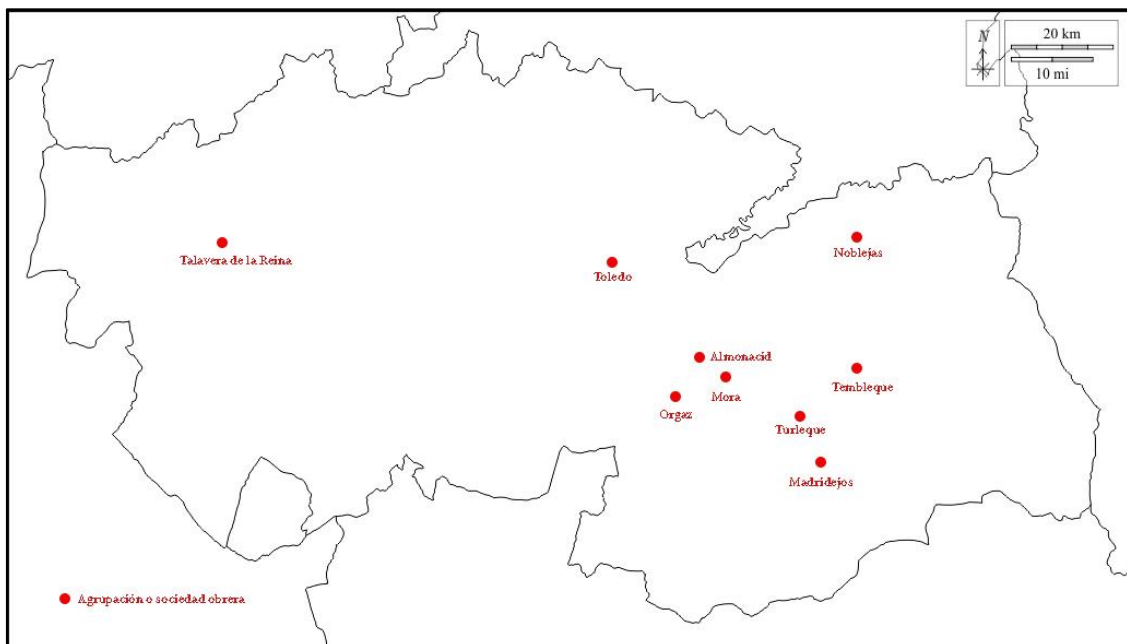 N
20 km
10 mi
Talavera de la Reina
Toledo
Noblejas
Almonacid
Mora
Tembleque
Orgaz
Turleque
Madridejos
Agrupación o sociedad obrera